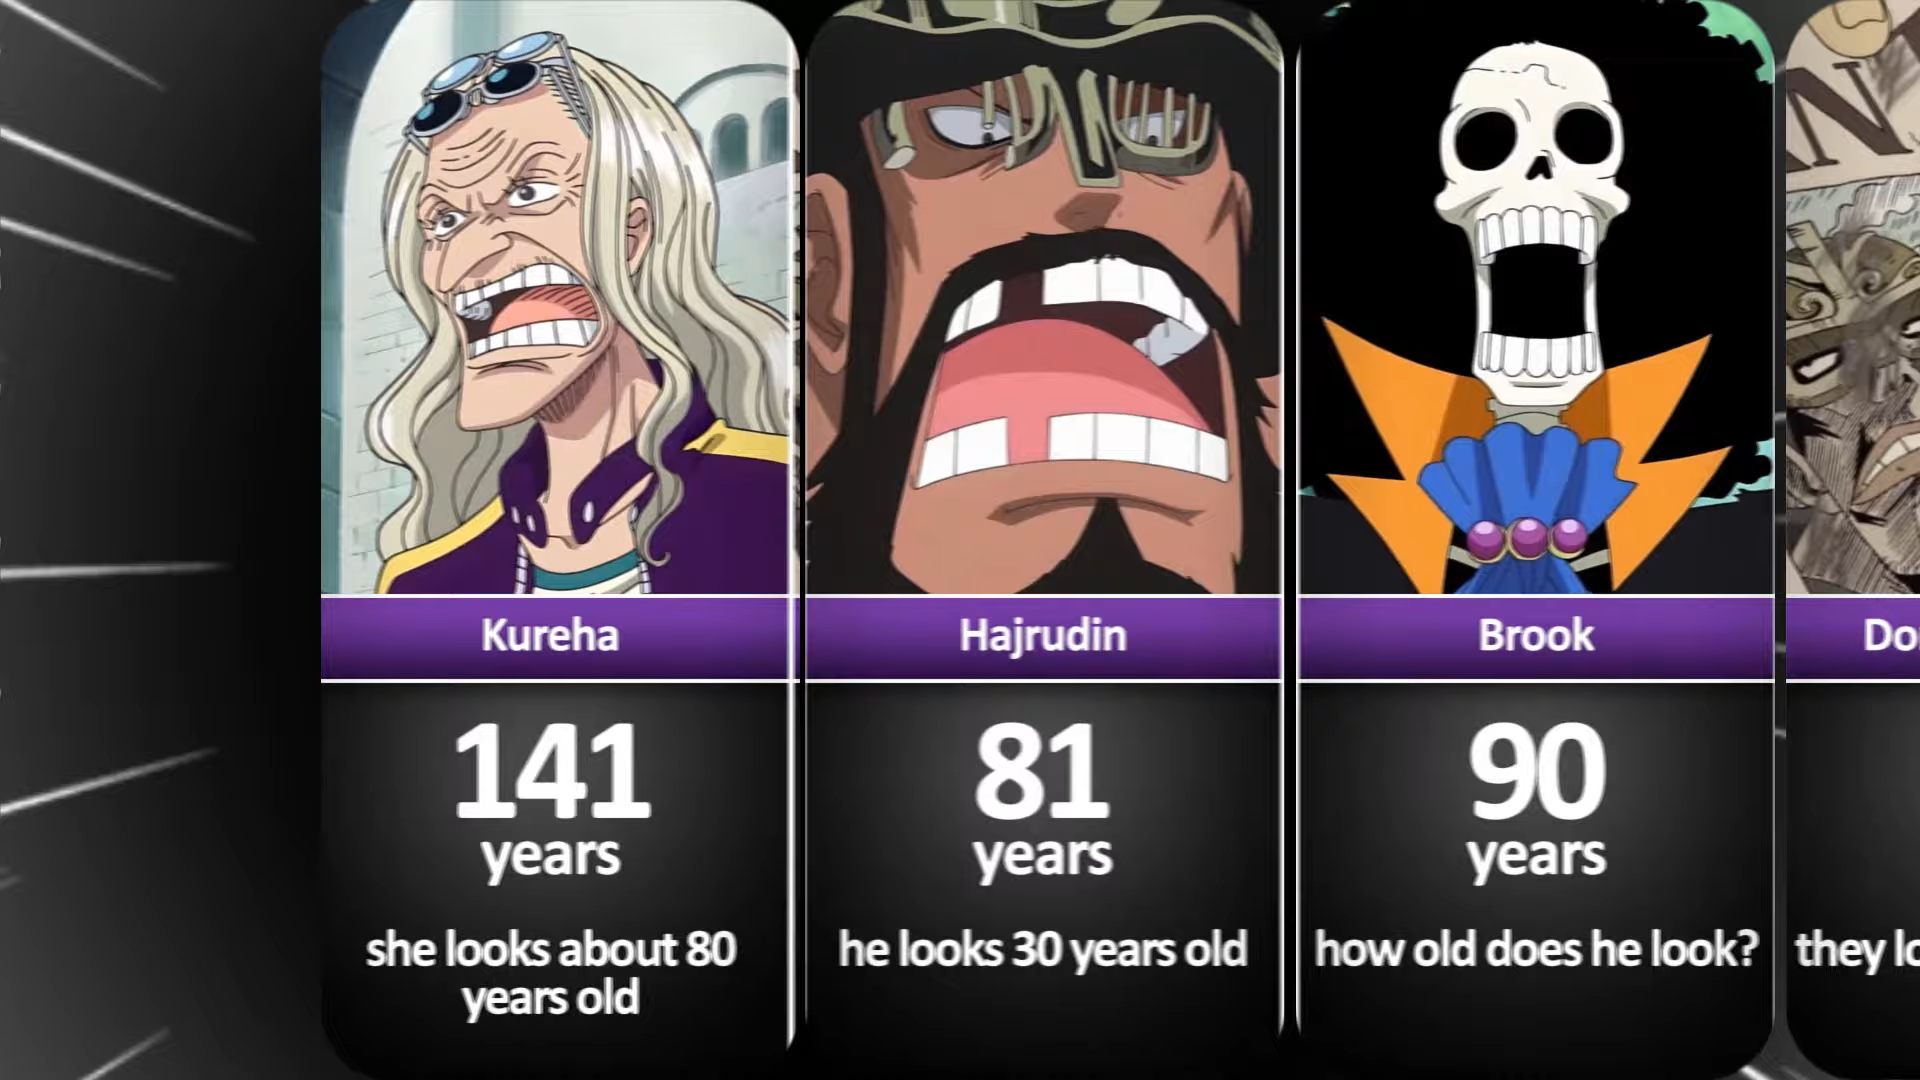 Kureha
141
years
she looks about 80
years old
Hajrudin
81
years
he looks 30 years old
Brook
90
years
how old does he look?
they